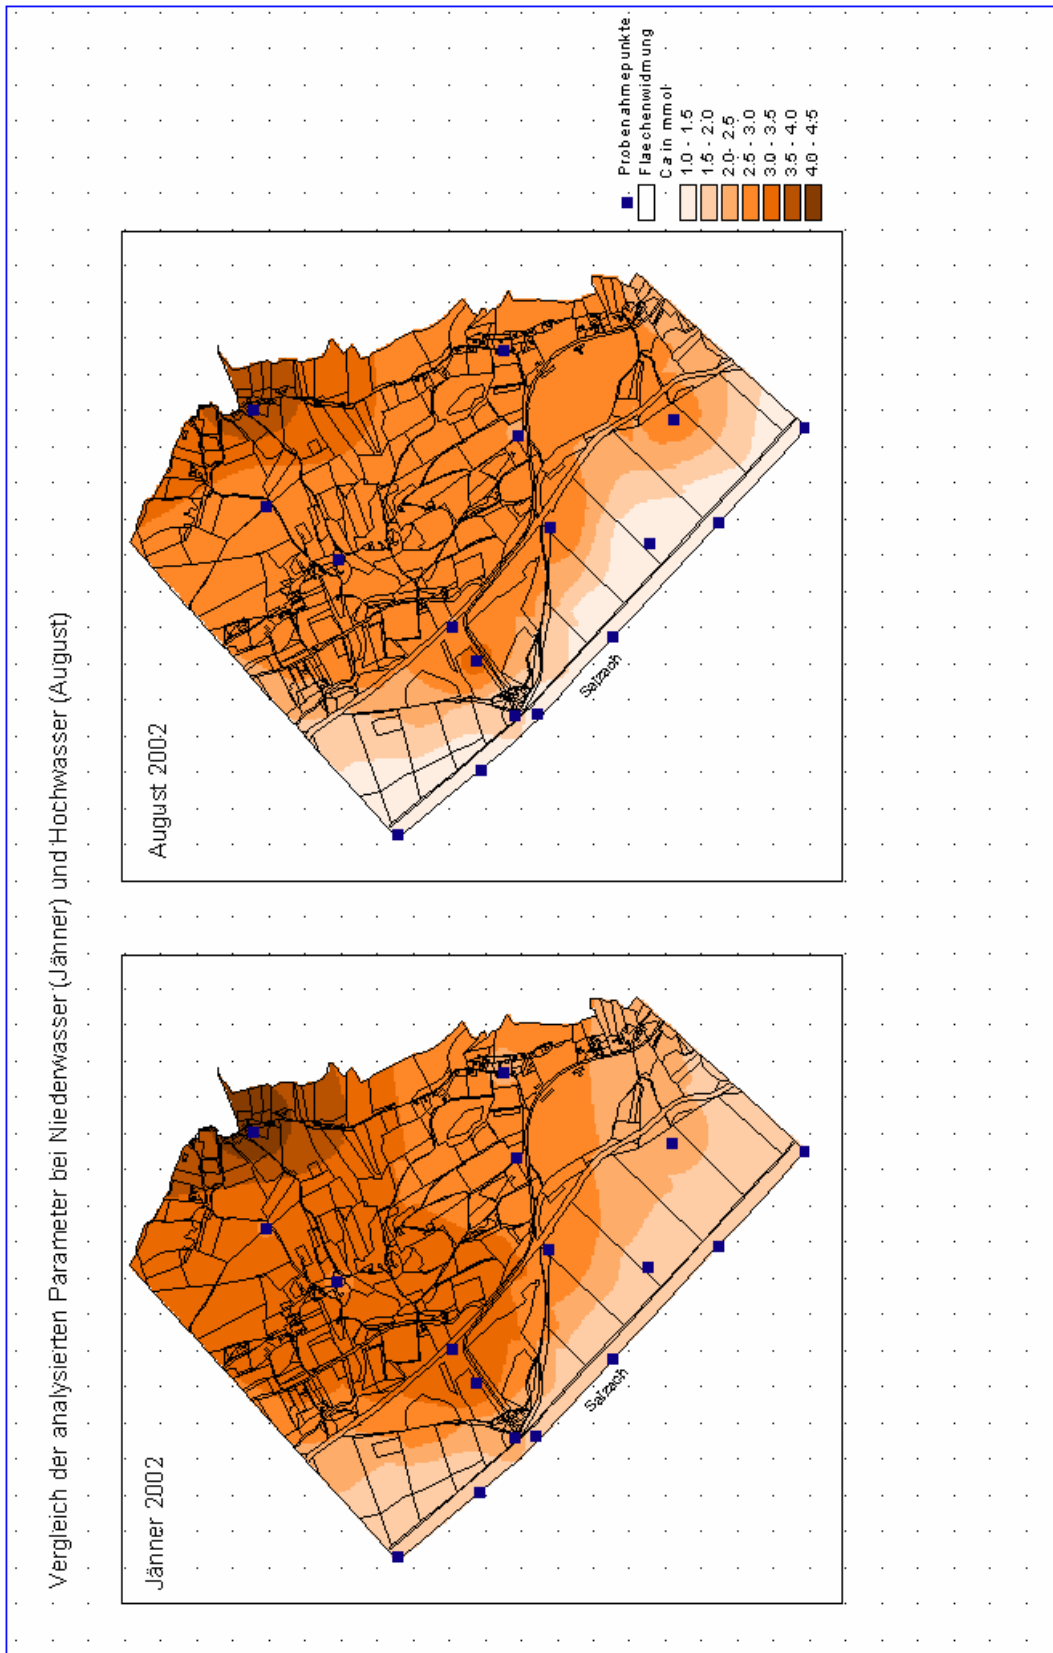 Vergleich der analysierten Parameter bei Niederwasser (Jänner) und Hochwasser (August)
Jänner 2002
Salzach
August 2002
Salzach
Probenahmepunkte
Flaechenwidmung
Ca in mmol
1.0 - 1.5
1.5 - 2.0
2.0 - 2.5
2.5 - 3.0
3.0 - 3.5
3.5 - 4.0
4.0 - 4.5